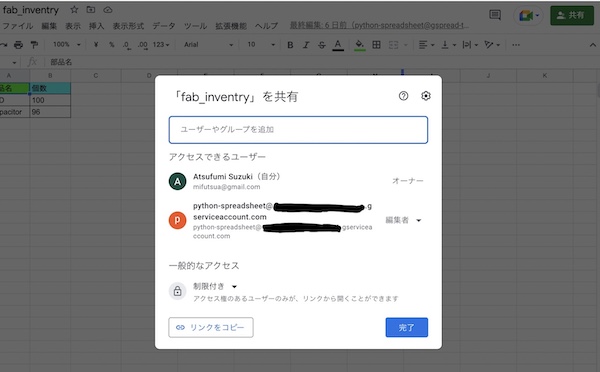 fab_inventry
ファイル 編集 表示 挿入 表示形式 データ ツール 拡張機能 ヘルプ 最終編集: 6 日前（python-spreadsheet@gspread-t…
共有
100% ¥ % .0 .00 123 Arial 10 B I S A
fx 部品名
A B C D E F G H I J K L M
品名 個数
D 100
pacitor 96
「fab_inventry」を共有
ユーザーやグループを追加
アクセスできるユーザー
A Atsufumi Suzuki（自分） オーナー
mifutsua@gmail.com
p python-spreadsheet@ .g
serviceaccount.com 編集者
python-spreadsheet@ .gservicea
ccount.com
一般的なアクセス
制限付き
アクセス権のあるユーザーのみが、リンクから開くことができます
リンクをコピー 完了